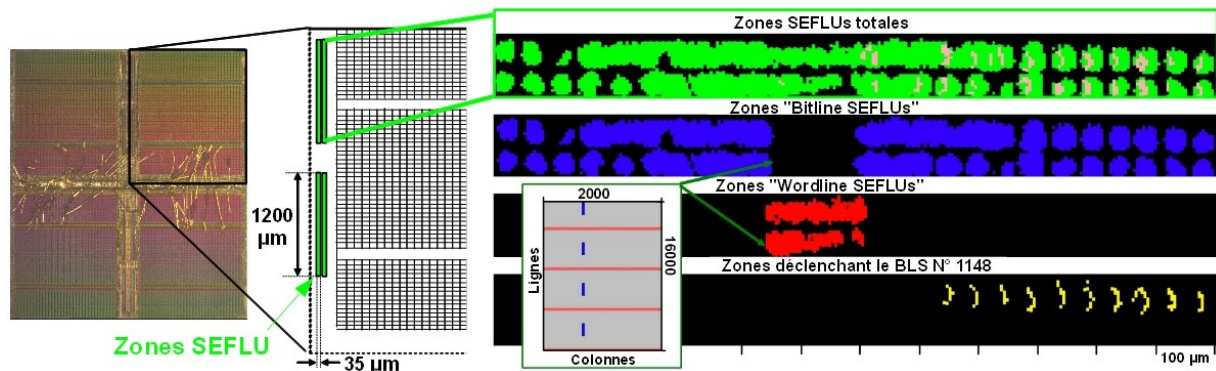 Zones SEFLUs totales
Zones "Bitline SEFLUs"
Zones "Wordline SEFLUs"
Zones déclenchant le BLS N° 1148
1200
µm
Zones SEFLU
35 µm
2000
Lignes
16000
Colonnes
100 µm